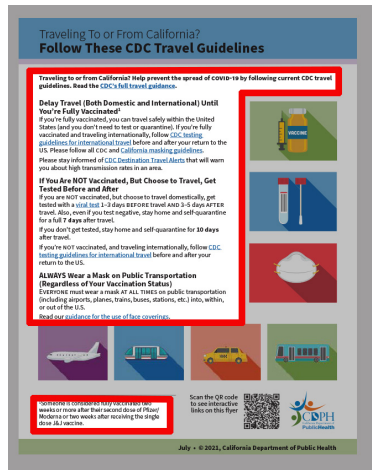 Traveling To or From California?
Follow These CDC Travel Guidelines
Traveling to or from California? Help prevent the spread of COVID-19 by following current CDC travel
guidelines. Read the CDC's full travel guidance.
Delay Travel (Both Domestic and International) Until
You're Fully Vaccinated¹
If you're fully vaccinated, you can travel safely within the United
States (and you don't need to test or quarantine). If you're fully
vaccinated and traveling internationally, follow CDC testing
guidelines for international travel before and after your return to the
US. Please follow all CDC and California masking guidelines.
Please stay informed of CDC Destination Travel Alerts that will warn
you about high transmission rates in an area.
If You Are NOT Vaccinated, But Choose to Travel, Get
Tested Before and After
If you are NOT vaccinated, but choose to travel domestically, get
tested with a viral test 1–3 days BEFORE travel AND 3–5 days AFTER
travel. Also, even if you test negative, stay home and self-quarantine
for a full 7 days after travel.
If you don't get tested, stay home and self-quarantine for 10 days
after travel.
If you're NOT vaccinated, and traveling internationally, follow CDC
testing guidelines for international travel before and after your
return to the US.
ALWAYS Wear a Mask on Public Transportation
(Regardless of Your Vaccination Status)
EVERYONE must wear a mask AT ALL TIMES on public transportation
(including airports, planes, trains, buses, stations, etc.) into, within,
or out of the U.S.
Read our guidance for the use of face coverings.
VACCINE
¹Someone is considered fully vaccinated two
weeks or more after their second dose of Pfizer/
Moderna or two weeks after receiving the single
dose J&J vaccine.
Scan the QR code
to see interactive
links on this flyer
CDPH
PublicHealth
July • © 2021, California Department of Public Health